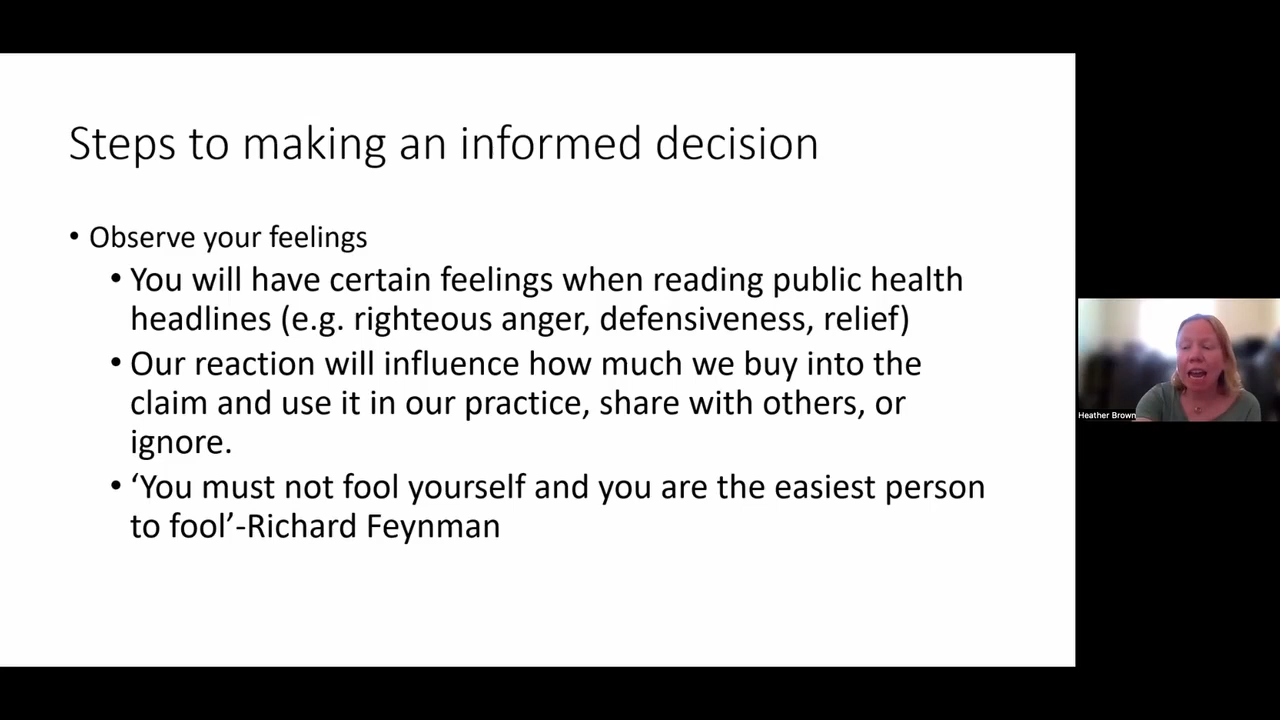 Steps to making an informed decision
• Observe your feelings
• You will have certain feelings when reading public health
headlines (e.g. righteous anger, defensiveness, relief)
• Our reaction will influence how much we buy into the
claim and use it in our practice, share with others, or
ignore.
• ‘You must not fool yourself and you are the easiest person
to fool’-Richard Feynman
Heather Brown